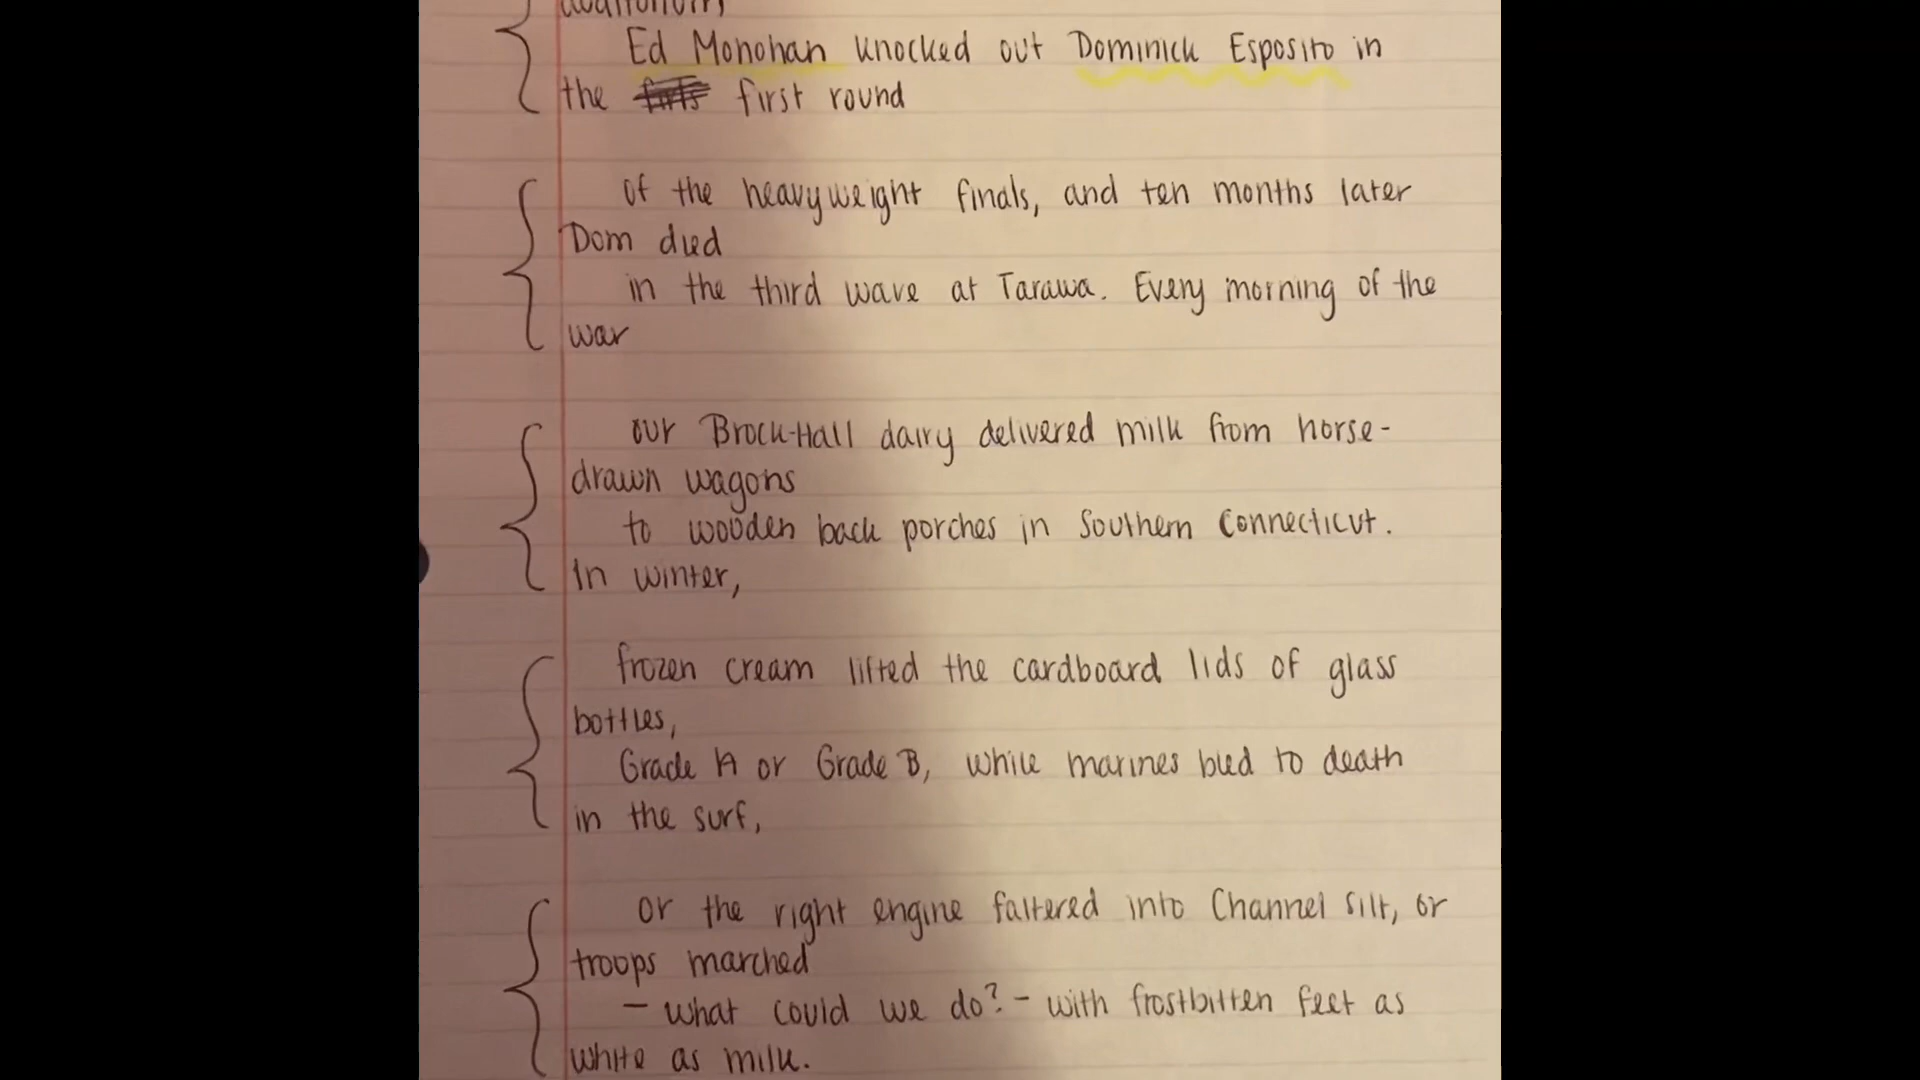 Ed Monohan knocked out Dominick Esposito in
the first round
of the heavyweight finals, and ten months later
Dom died
in the third wave at Tarawa. Every morning of the
war
our Brock-Hall dairy delivered milk from horse-
drawn wagons
to wooden back porches in Southern Connecticut.
In winter,
frozen cream lifted the cardboard lids of glass
bottles,
Grade A or Grade B, while marines bled to death
in the surf,
or the right engine faltered into Channel silt, or
troops marched
– what could we do? – with frostbitten feet as
white as milk.